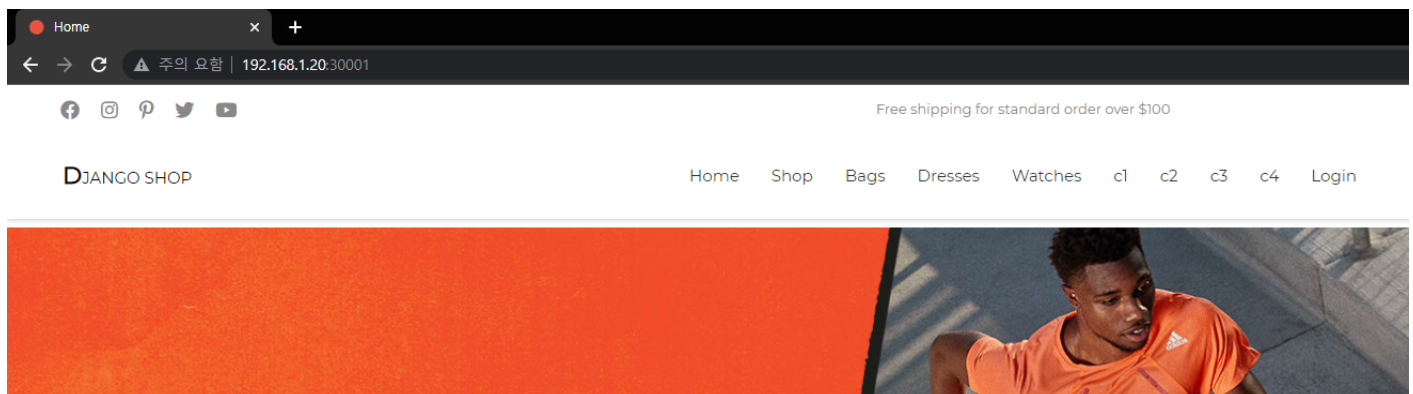 Home
주의 요함 | 192.168.1.20:30001
Free shipping for standard order over $100
DJANGO SHOP
Home Shop Bags Dresses Watches c1 c2 c3 c4 Login
adidas